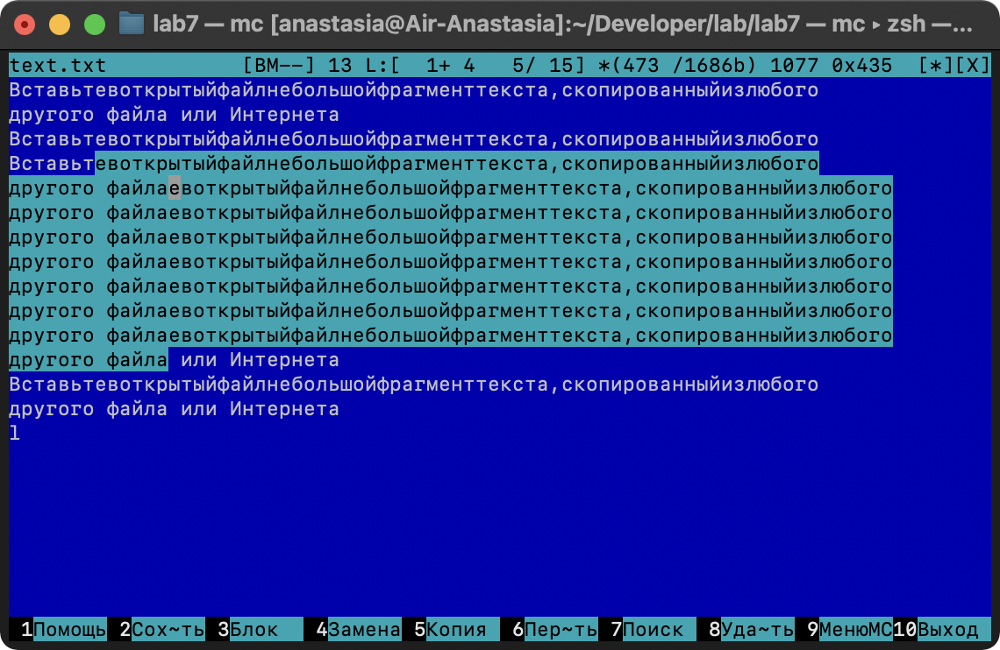 lab7 — mc [anastasia@Air-Anastasia]:~/Developer/lab/lab7 — mc ▸ zsh —...
text.txt [BM--] 13 L:[ 1+ 4 5/ 15] *(473 /1686b) 1077 0x435 [*][X]
Вставьтевоткрытыйфайлнебольшойфрагменттекста,скопированныйизлюбого
другого файла или Интернета
Вставьтевоткрытыйфайлнебольшойфрагменттекста,скопированныйизлюбого
Вставьтевоткрытыйфайлнебольшойфрагменттекста,скопированныйизлюбого
другого файлаевоткрытыйфайлнебольшойфрагменттекста,скопированныйизлюбого
другого файлаевоткрытыйфайлнебольшойфрагменттекста,скопированныйизлюбого
другого файлаевоткрытыйфайлнебольшойфрагменттекста,скопированныйизлюбого
другого файлаевоткрытыйфайлнебольшойфрагменттекста,скопированныйизлюбого
другого файлаевоткрытыйфайлнебольшойфрагменттекста,скопированныйизлюбого
другого файлаевоткрытыйфайлнебольшойфрагменттекста,скопированныйизлюбого
другого файлаевоткрытыйфайлнебольшойфрагменттекста,скопированныйизлюбого
другого файла или Интернета
Вставьтевоткрытыйфайлнебольшойфрагменттекста,скопированныйизлюбого
другого файла или Интернета
l
1Помощь 2Сох~ть 3Блок 4Замена 5Копия 6Пер~ть 7Поиск 8Уда~ть 9МенюMC 10Выход